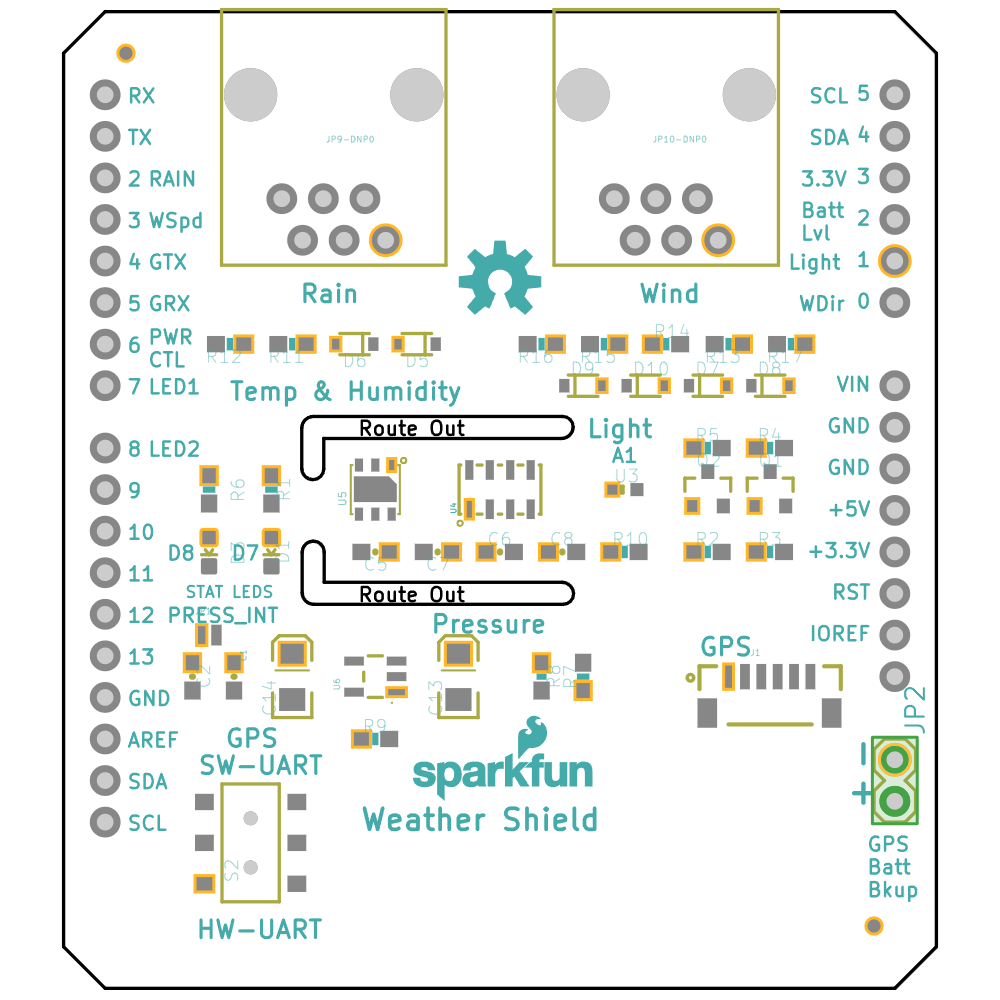 RX
TX
2 RAIN
3 WSpd
4 GTX
5 GRX
6 PWR
CTL
7 LED1
8 LED2
9
10
11
12
13
GND
AREF
SDA
SCL
JP9-DNP0
JP10-DNP0
Rain
Wind
SCL 5
SDA 4
3.3V 3
Batt 2
Lvl
Light 1
WDir 0
VIN
GND
GND
+5V
+3.3V
RST
IOREF
R12
R11
D6
D5
R16
R15
R14
R13
R17
D9
D10
D7
D8
Temp & Humidity
Route Out
Light
A1
U3
R5
R4
U2
R6
R1
U5
U4
D8
D3
D7
D1
C5
C7
C6
C8
R10
R2
R3
STAT LEDS
PRESS_INT
Route Out
Pressure
C2
C14
U6
C13
R8
R7
GPS
J1
R9
JP2
GPS
SW-UART
sparkfun
Weather Shield
S2
HW-UART
−
+
GPS
Batt
Bkup